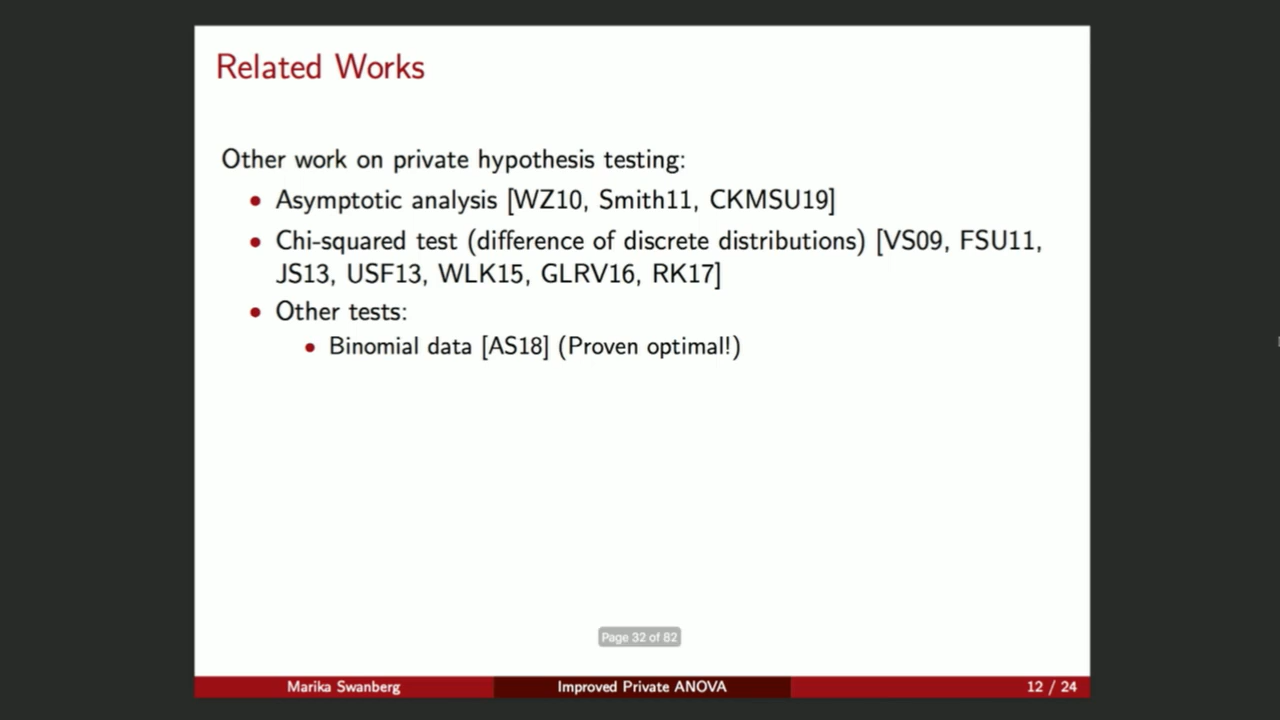 Related Works
Other work on private hypothesis testing:
• Asymptotic analysis [WZ10, Smith11, CKMSU19]
• Chi-squared test (difference of discrete distributions) [VS09, FSU11,
JS13, USF13, WLK15, GLRV16, RK17]
• Other tests:
• Binomial data [AS18] (Proven optimal!)
Page 32 of 82
Marika Swanberg Improved Private ANOVA 12 / 24